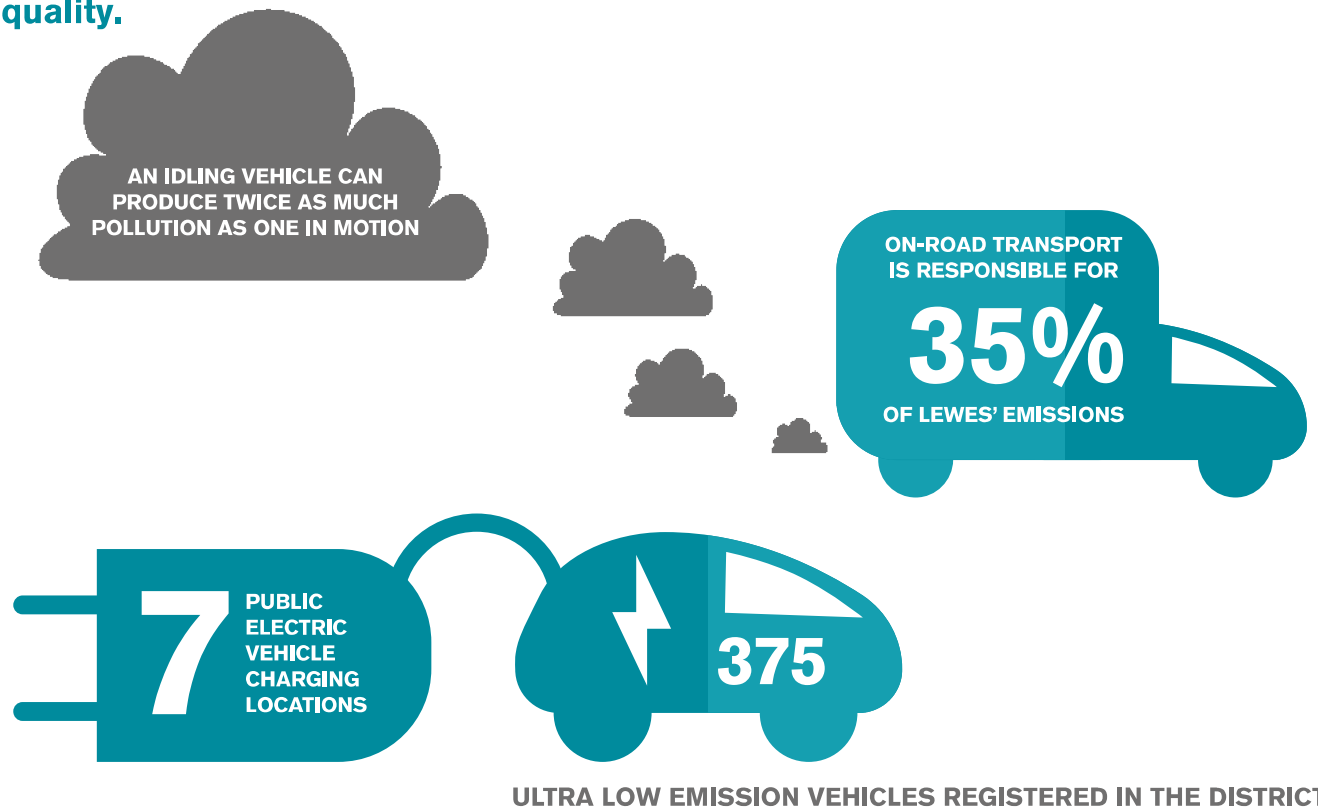 quality.
AN IDLING VEHICLE CAN
PRODUCE TWICE AS MUCH
POLLUTION AS ONE IN MOTION
ON-ROAD TRANSPORT
IS RESPONSIBLE FOR
35%
OF LEWES' EMISSIONS
7
PUBLIC
ELECTRIC
VEHICLE
CHARGING
LOCATIONS
375
ULTRA LOW EMISSION VEHICLES REGISTERED IN THE DISTRICT